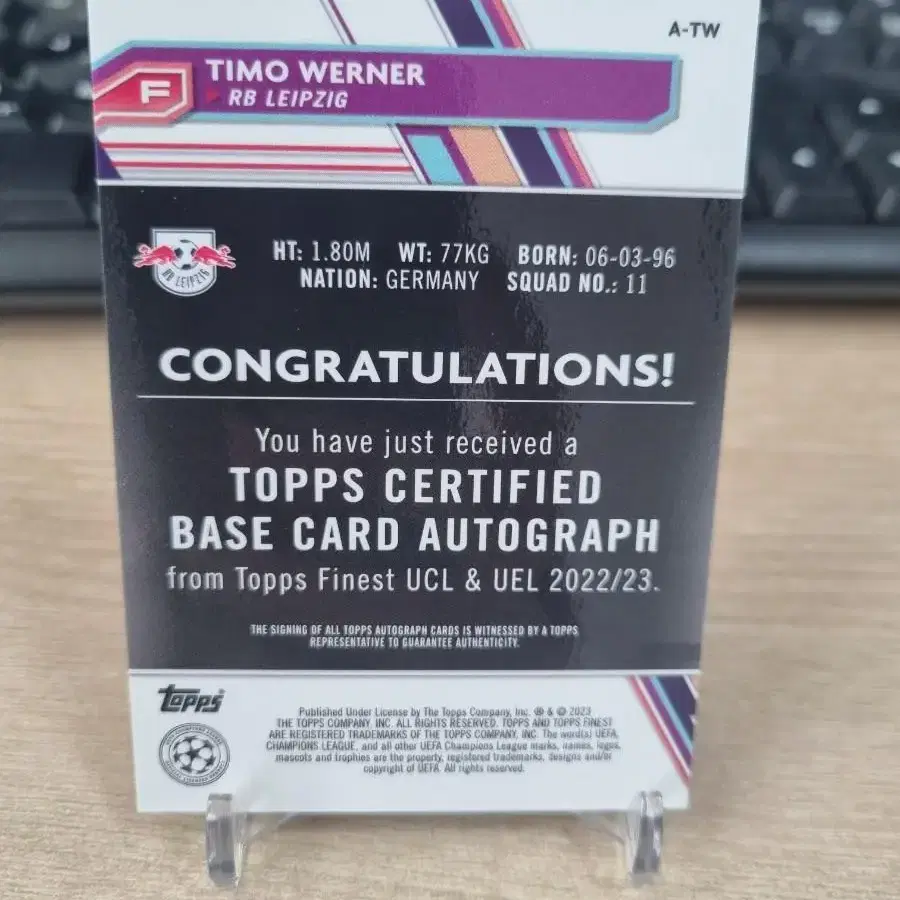 A-TW
F
TIMO WERNER
RB LEIPZIG
RB LEIPZIG
HT: 1.80M WT: 77KG BORN: 06-03-96
NATION: GERMANY SQUAD NO.: 11
CONGRATULATIONS!
You have just received a
TOPPS CERTIFIED
BASE CARD AUTOGRAPH
from Topps Finest UCL & UEL 2022/23.
THE SIGNING OF ALL TOPPS AUTOGRAPH CARDS IS WITNESSED BY A TOPPS
REPRESENTATIVE TO GUARANTEE AUTHENTICITY.
Topps
Published Under License by The Topps Company, Inc. ® & © 2023
THE TOPPS COMPANY, INC. ALL RIGHTS RESERVED. TOPPS AND TOPPS FINEST
ARE REGISTERED TRADEMARKS OF THE TOPPS COMPANY, INC. The word(s) UEFA,
CHAMPIONS LEAGUE, and all other UEFA Champions League marks, names, logos,
mascots and trophies are the property, registered trademarks, designs and/or
copyright of UEFA. All rights reserved.